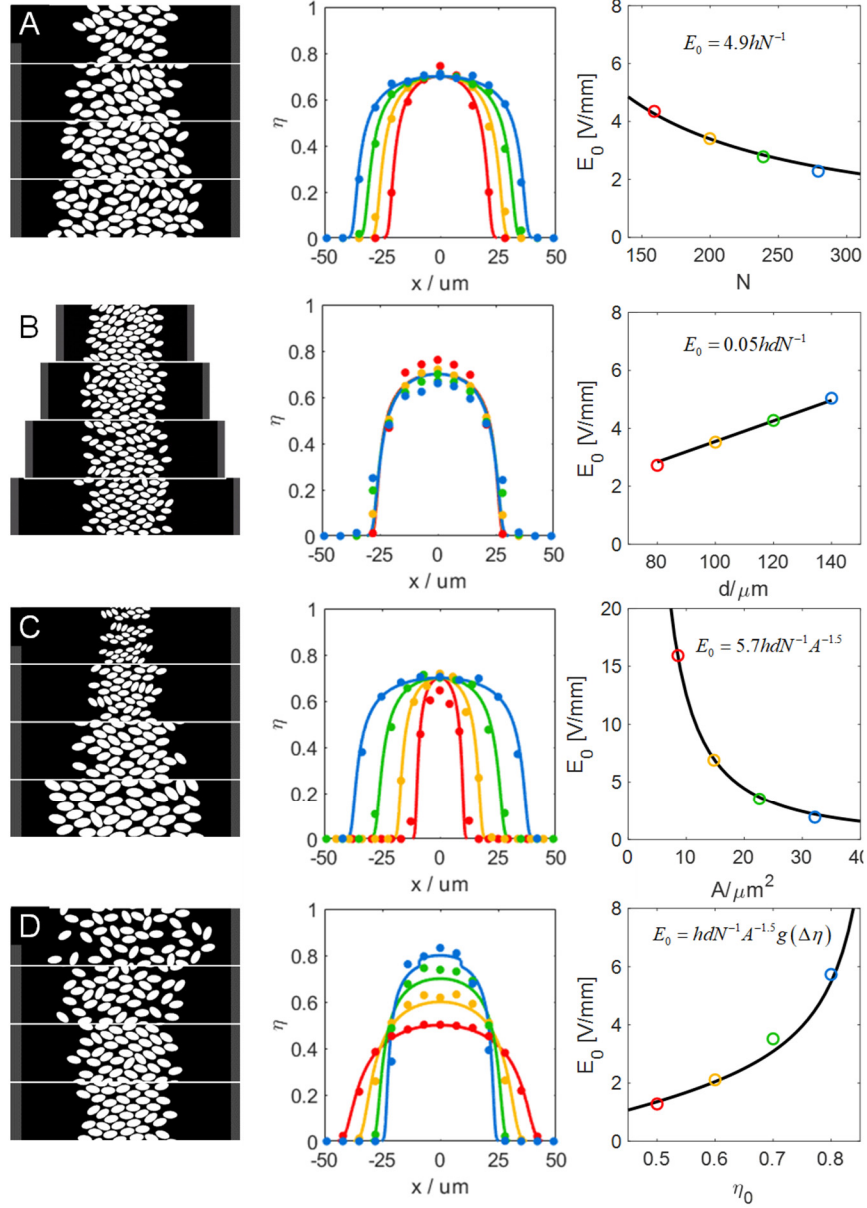 A
1
0.8
0.6
η
0.4
0.2
0
-50 -25 0 25 50
x / um
8
6
E₀ [V/mm]
4
2
0
150 200 250 300
N
E₀ = 4.9hN⁻¹
B
1
0.8
0.6
η
0.4
0.2
0
-50 -25 0 25 50
x / um
8
6
E₀ [V/mm]
4
2
0
80 100 120 140
d/μm
E₀ = 0.05hdN⁻¹
C
1
0.8
0.6
η
0.4
0.2
0
-50 -25 0 25 50
x / um
20
15
E₀ [V/mm]
10
5
0
0 10 20 30 40
A/μm²
E₀ = 5.7hdN⁻¹A⁻¹·⁵
D
1
0.8
0.6
η
0.4
0.2
0
-50 -25 0 25 50
x / um
8
6
E₀ [V/mm]
4
2
0
0.5 0.6 0.7 0.8
η₀
E₀ = hdN⁻¹A⁻¹·⁵g(Δη)